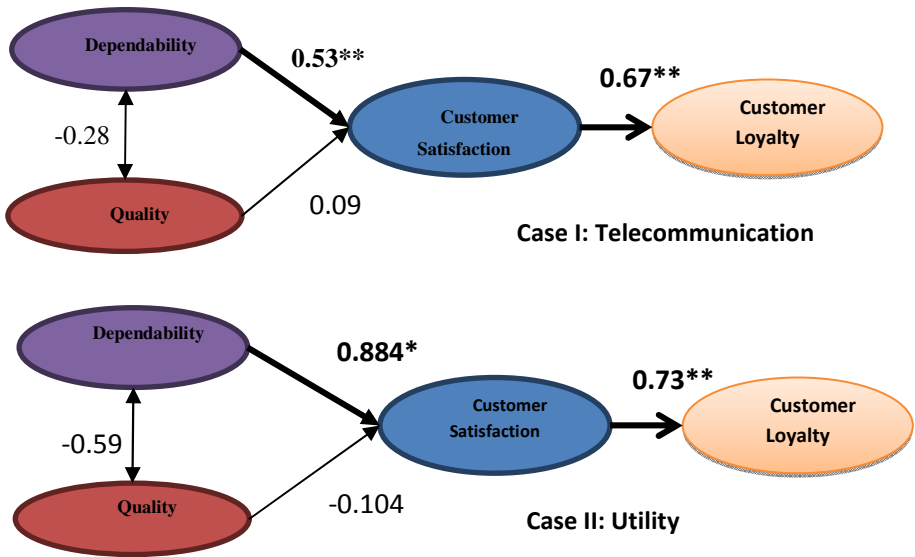 Dependability
0.53**
0.67**
-0.28
Customer
Satisfaction
Customer
Loyalty
Quality
0.09
Case I: Telecommunication
Dependability
0.884*
0.73**
-0.59
Customer
Satisfaction
Customer
Loyalty
Quality
-0.104
Case II: Utility